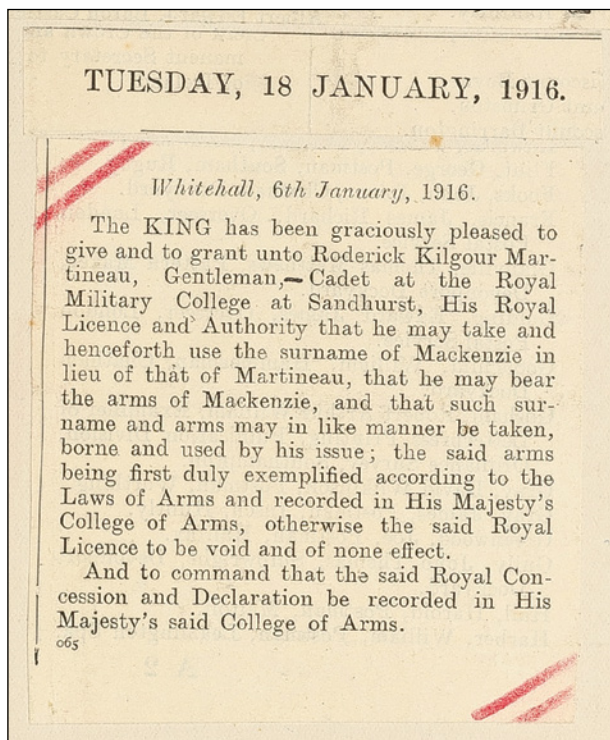 TUESDAY, 18 JANUARY, 1916.
Whitehall, 6th January, 1916.
The KING has been graciously pleased to
give and to grant unto Roderick Kilgour Mar-
tineau, Gentleman,—Cadet at the Royal
Military College at Sandhurst, His Royal
Licence and Authority that he may take and
henceforth use the surname of Mackenzie in
lieu of that of Martineau, that he may bear
the arms of Mackenzie, and that such sur-
name and arms may in like manner be taken,
borne and used by his issue; the said arms
being first duly exemplified according to the
Laws of Arms and recorded in His Majesty's
College of Arms, otherwise the said Royal
Licence to be void and of none effect.
And to command that the said Royal Con-
cession and Declaration be recorded in His
Majesty's said College of Arms.
065